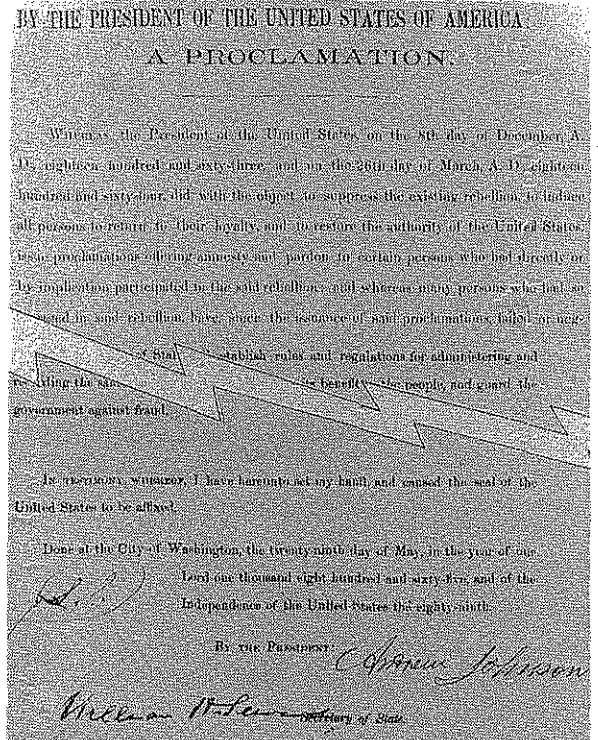 BY THE PRESIDENT OF THE UNITED STATES OF AMERICA
A PROCLAMATION.
WHEREAS, the President of the United States, on the 8th day of December, A.
D., eighteen hundred and sixty-three, and on the 26th day of March, A. D., eighteen
hundred and sixty-four, did, with the object to suppress the existing rebellion, to induce
all persons to return to their loyalty, and to restore the authority of the United States,
issue proclamations offering amnesty and pardon to certain persons who had directly or
by implication participated in the said rebellion; and whereas many persons who had so
in said rebellion, have, since the issuance of said proclamations, failed or neg-
establish rules and regulations for administering and
the people, and guard the
government against fraud.
IN TESTIMONY WHEREOF, I have hereunto set my hand, and caused the seal of the
United States to be affixed.
Done at the City of Washington, the twenty-ninth day of May, in the year of our
Lord one thousand eight hundred and sixty-five, and of the
Independence of the United States the eighty-ninth.
BY THE PRESIDENT:
Andrew Johnson
William H. Seward Secretary of State.